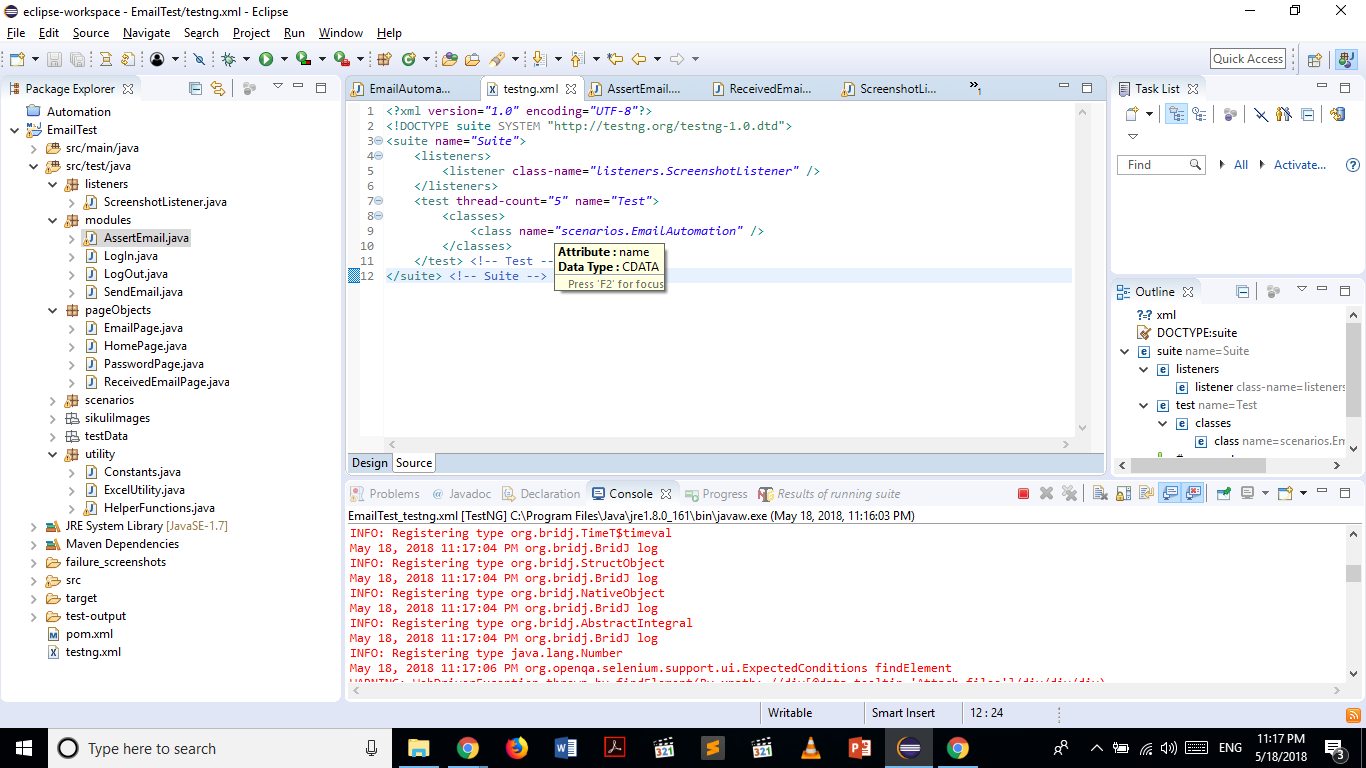 eclipse-workspace - EmailTest/testng.xml - Eclipse
File Edit Source Navigate Search Project Run Window Help
Quick Access
Package Explorer
Automation
EmailTest
src/main/java
src/test/java
listeners
ScreenshotListener.java
modules
AssertEmail.java
LogIn.java
LogOut.java
SendEmail.java
pageObjects
EmailPage.java
HomePage.java
PasswordPage.java
ReceivedEmailPage.java
scenarios
sikuliImages
testData
utility
Constants.java
ExcelUtility.java
HelperFunctions.java
JRE System Library [JavaSE-1.7]
Maven Dependencies
failure_screenshots
src
target
test-output
pom.xml
testng.xml
EmailAutoma... testng.xml AssertEmail.... ReceivedEmai... ScreenshotLi... »1
1 <?xml version="1.0" encoding="UTF-8"?>
2 <!DOCTYPE suite SYSTEM "http://testng.org/testng-1.0.dtd">
3 <suite name="Suite">
4 <listeners>
5 <listener class-name="listeners.ScreenshotListener" />
6 </listeners>
7 <test thread-count="5" name="Test">
8 <classes>
9 <class name="scenarios.EmailAutomation" />
10 </classes>
11 </test> <!-- Test --
12 </suite> <!-- Suite -->
Attribute : name
Data Type : CDATA
Press 'F2' for focus
Design Source
Task List
Find All Activate...
Outline
?=? xml
DOCTYPE:suite
suite name=Suite
listeners
listener class-name=listeners
test name=Test
classes
class name=scenarios.Em
Problems @ Javadoc Declaration Console Progress Results of running suite
EmailTest_testng.xml [TestNG] C:\Program Files\Java\jre1.8.0_161\bin\javaw.exe (May 18, 2018, 11:16:03 PM)
INFO: Registering type org.bridj.TimeT$timeval
May 18, 2018 11:17:04 PM org.bridj.BridJ log
INFO: Registering type org.bridj.StructObject
May 18, 2018 11:17:04 PM org.bridj.BridJ log
INFO: Registering type org.bridj.NativeObject
May 18, 2018 11:17:04 PM org.bridj.BridJ log
INFO: Registering type org.bridj.AbstractIntegral
May 18, 2018 11:17:04 PM org.bridj.BridJ log
INFO: Registering type java.lang.Number
May 18, 2018 11:17:06 PM org.openqa.selenium.support.ui.ExpectedConditions findElement
Writable Smart Insert 12 : 24
Type here to search
321
321
ENG
11:17 PM
5/18/2018
3